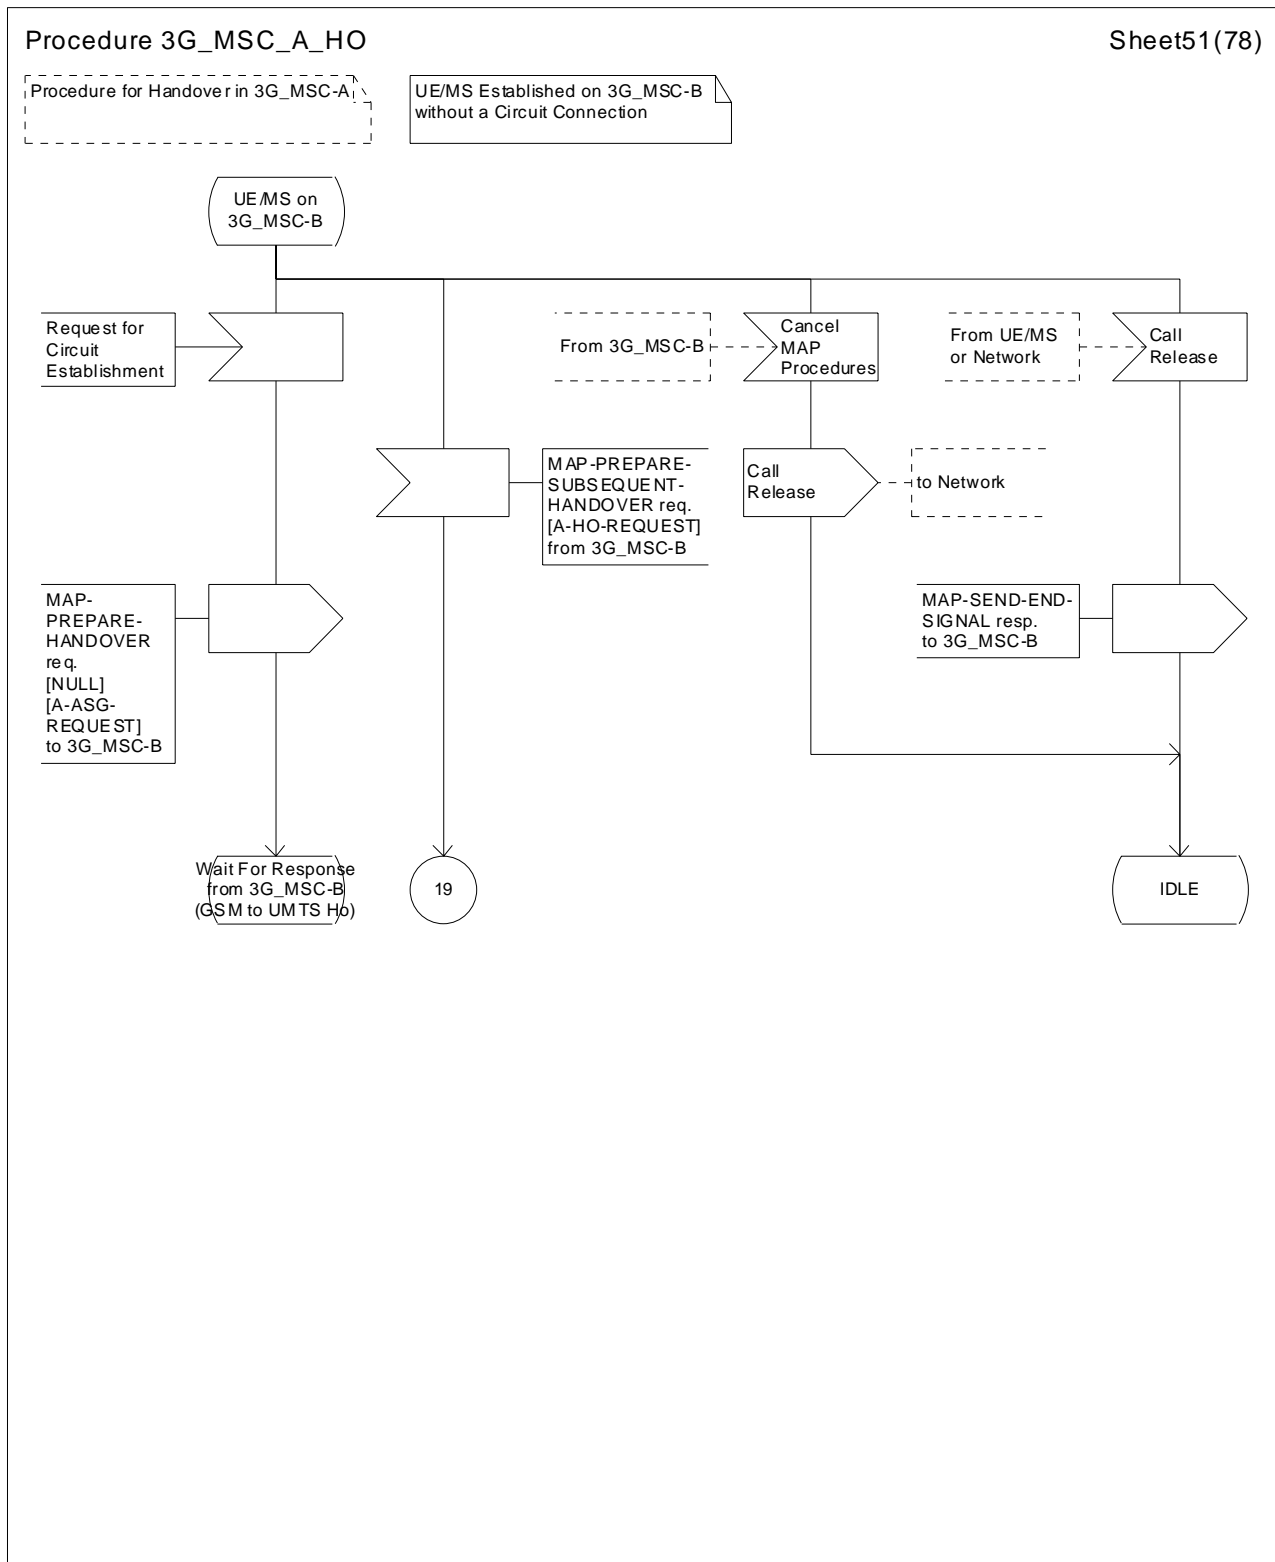 Procedure 3G_MSC_A_HO
Sheet51(78)
Procedure for Handover in 3G_MSC-A
UE/MS Established on 3G_MSC-B
without a Circuit Connection
UE/MS on
3G_MSC-B
Request for
Circuit
Establishment
From 3G_MSC-B
Cancel
MAP
Procedures
From UE/MS
or Network
Call
Release
MAP-PREPARE-
SUBSEQUENT-
HANDOVER req.
[A-HO-REQUEST]
from 3G_MSC-B
Call
Release
to Network
MAP-
PREPARE-
HANDOVER
req.
[NULL]
[A-ASG-
REQUEST]
to 3G_MSC-B
MAP-SEND-END-
SIGNAL resp.
to 3G_MSC-B
Wait For Response
from 3G_MSC-B
(GSM to UMTS Ho)
19
IDLE